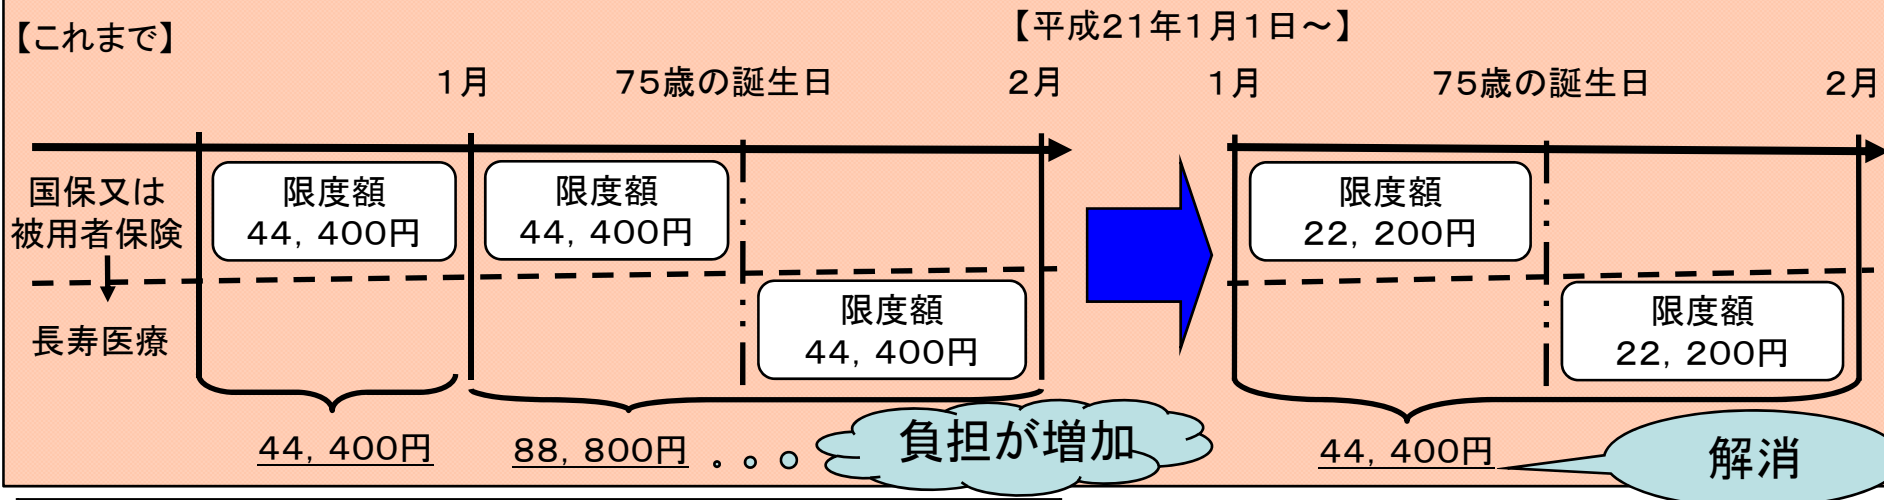 【これまで】
【平成21年1月1日～】
1月
75歳の誕生日
2月
1月
75歳の誕生日
2月
国保又は
被用者保険
長寿医療
限度額
44,400円
限度額
44,400円
限度額
44,400円
限度額
22,200円
限度額
22,200円
44,400円
88,800円
負担が増加
44,400円
解消